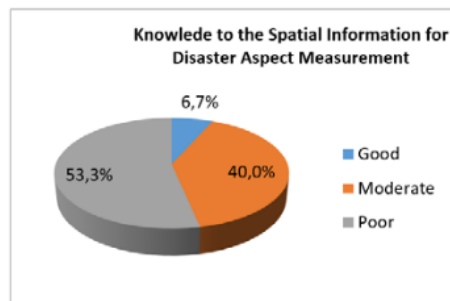 Knowlede to the Spatial Information for
Disaster Aspect Measurement
6,7%
53,3%
40,0%
Good
Moderate
Poor